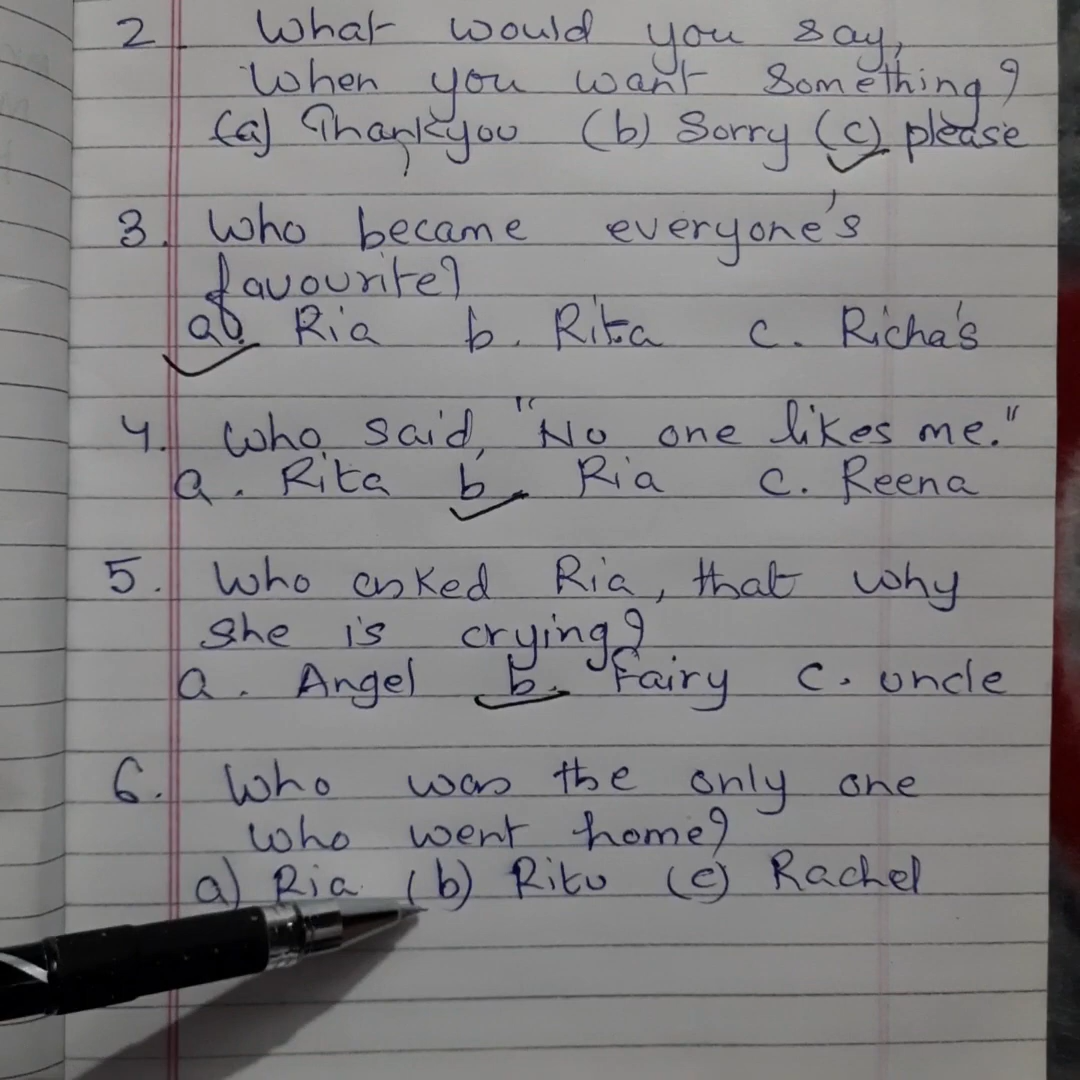 2 What would you say,
When you want something?
(a) Thankyou (b) Sorry (c) please
3. Who became everyone's
favourite?
a. Ria b. Rita c. Richa's
4. Who said, "No one likes me."
a. Rita b. Ria c. Reena
5. Who asked Ria, that why
she is crying?
a. Angel b. Fairy c. uncle
6. Who was the only one
who went home?
a) Ria (b) Ritu (c) Rachel